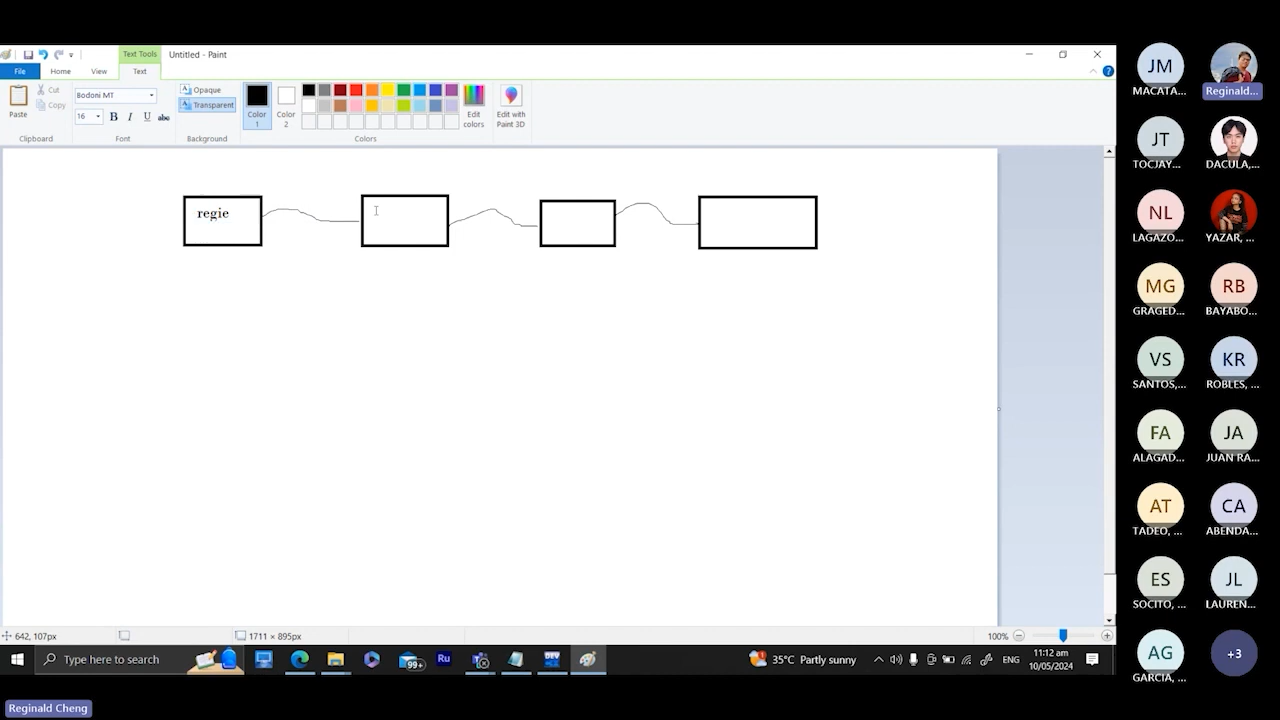 Text Tools
Untitled - Paint
File
Home
View
Text
Paste
Cut
Copy
Clipboard
Bodoni MT
16
B I U abc
Font
Opaque
Transparent
Background
Color 1
Color 2
Colors
Edit colors
Edit with Paint 3D
regie
642, 107px
1711 × 895px
100%
Type here to search
99+
Ru
DEV
35°C Partly sunny
ENG
11:12 am
10/05/2024
JM
MACATA...
Reginald...
JT
TOCJAY...
DACULA,...
NL
LAGAZO...
YAZAR, ...
MG
GRAGED...
RB
BAYABO...
VS
SANTOS,...
KR
ROBLES, ...
FA
ALAGAD...
JA
JUAN RA...
AT
TADEO, ...
CA
ABENDA...
ES
SOCITO, ...
JL
LAUREN...
AG
GARCIA, ...
+3
Reginald Cheng